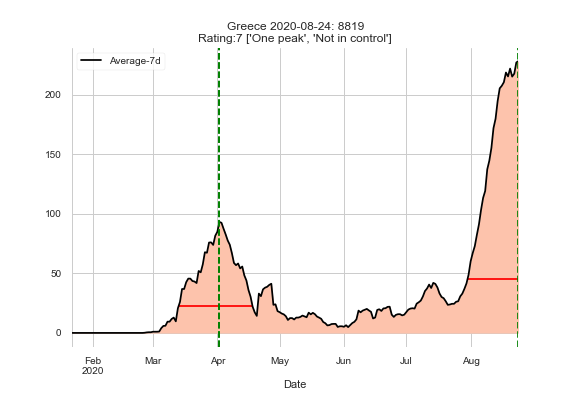 Greece 2020-08-24: 8819
Rating:7 ['One peak', 'Not in control']
Average-7d
200
150
100
50
0
Feb
2020
Mar
Apr
May
Jun
Jul
Aug
Date